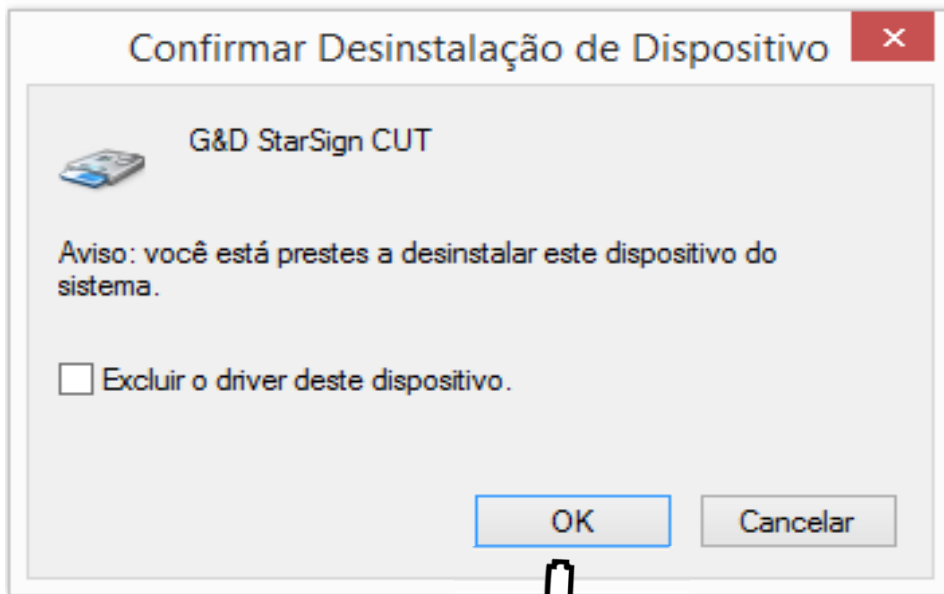 Confirmar Desinstalação de Dispositivo
G&D StarSign CUT
Aviso: você está prestes a desinstalar este dispositivo do
sistema.
Excluir o driver deste dispositivo.
OK
Cancelar